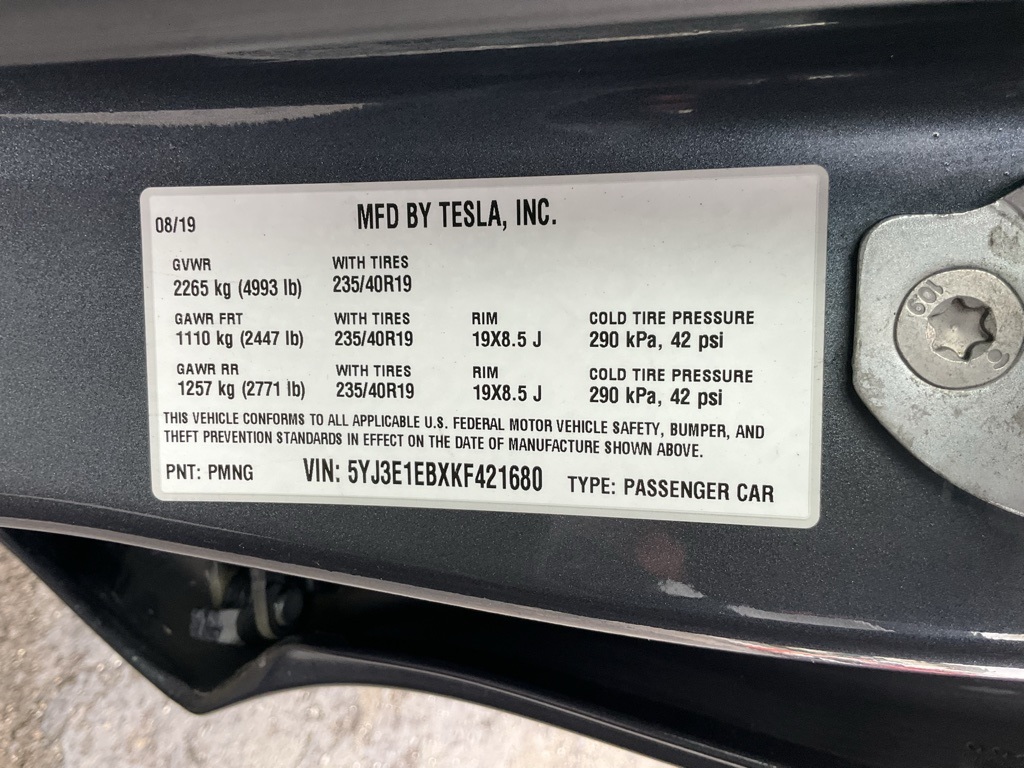 08/19 MFD BY TESLA, INC.
GVWR WITH TIRES
2265 kg (4993 lb) 235/40R19
GAWR FRT WITH TIRES RIM COLD TIRE PRESSURE
1110 kg (2447 lb) 235/40R19 19X8.5 J 290 kPa, 42 psi
GAWR RR WITH TIRES RIM COLD TIRE PRESSURE
1257 kg (2771 lb) 235/40R19 19X8.5 J 290 kPa, 42 psi
THIS VEHICLE CONFORMS TO ALL APPLICABLE U.S. FEDERAL MOTOR VEHICLE SAFETY, BUMPER, AND
THEFT PREVENTION STANDARDS IN EFFECT ON THE DATE OF MANUFACTURE SHOWN ABOVE.
PNT: PMNG VIN: 5YJ3E1EBXKF421680 TYPE: PASSENGER CAR